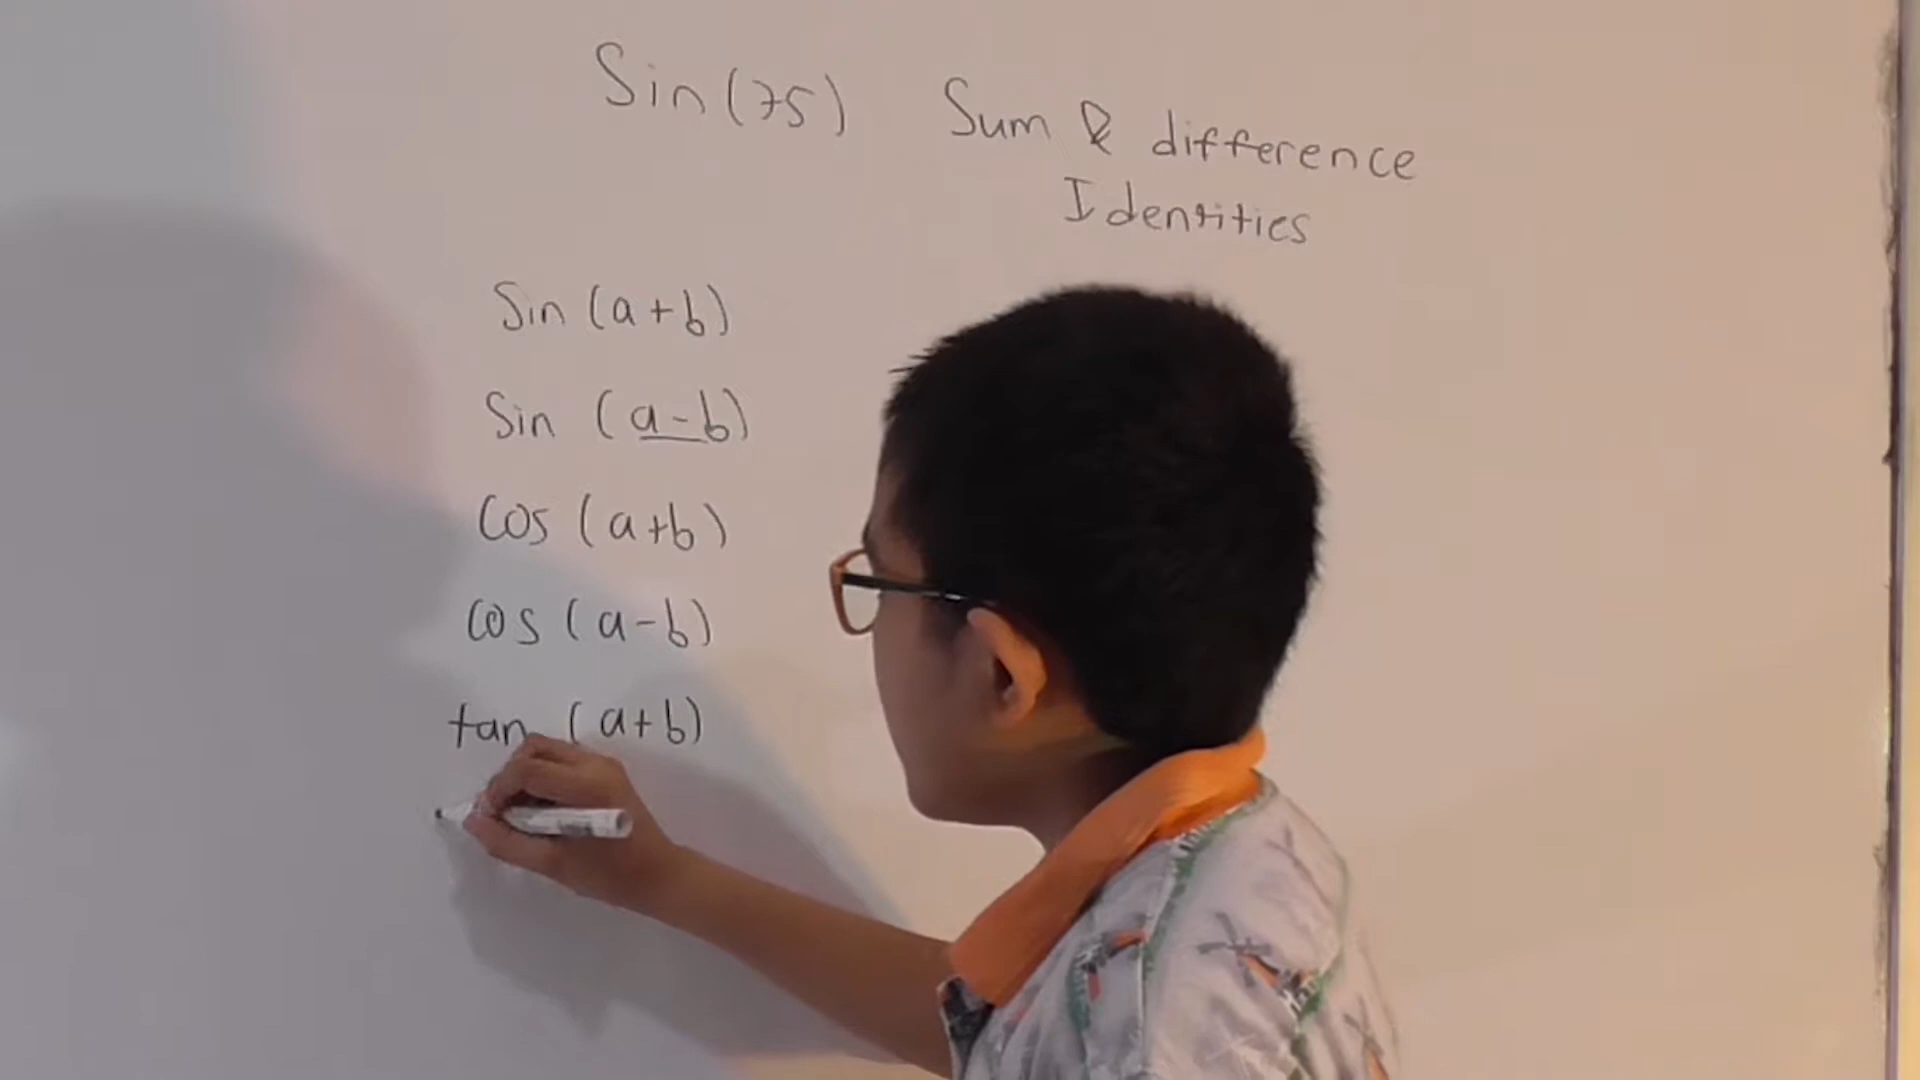 Sin(75) Sum & difference
Identities
Sin (a+b)
Sin (a-b)
Cos (a+b)
cos (a-b)
tan (a+b)